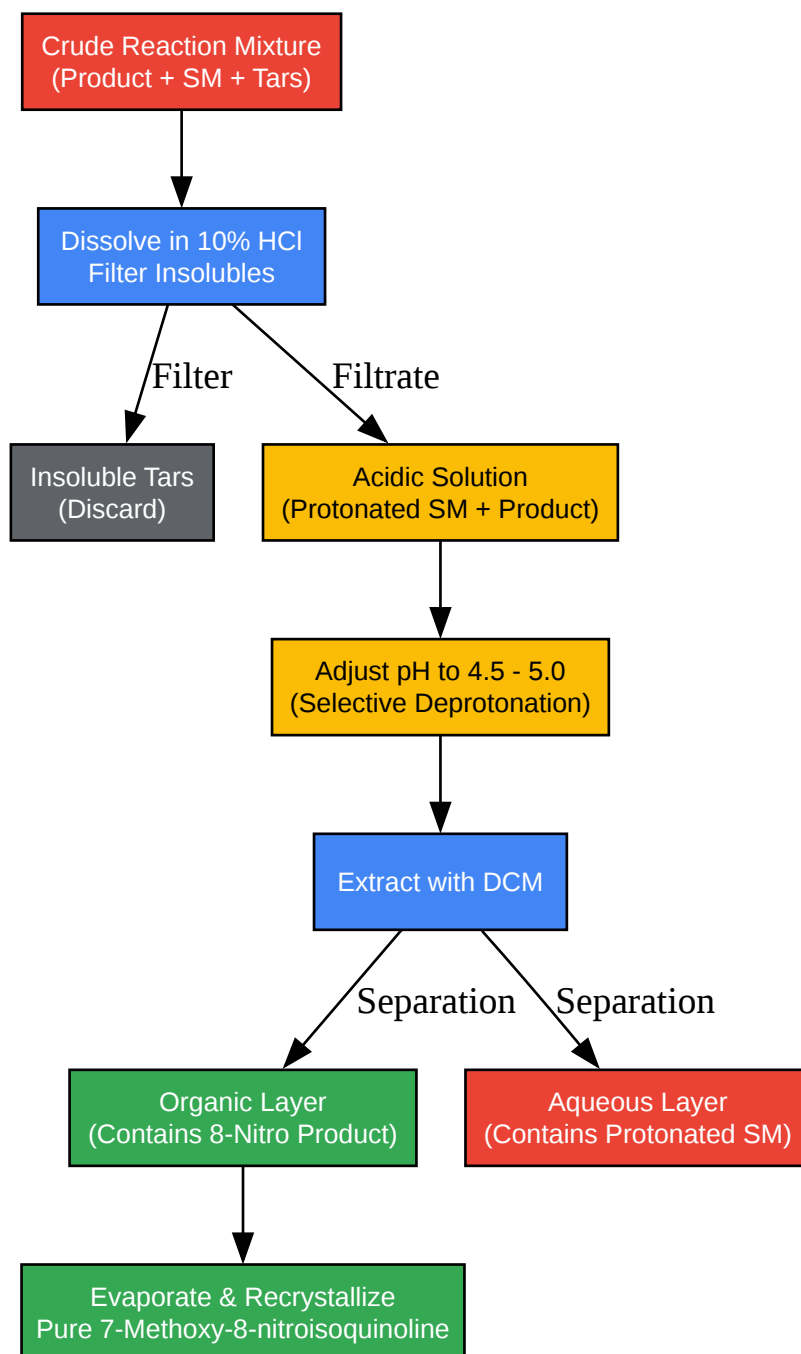 Crude Reaction Mixture
(Product + SM + Tars)
Dissolve in 10% HCl
Filter Insolubles
Filter
Filtrate
Insoluble Tars
(Discard)
Acidic Solution
(Protonated SM + Product)
Adjust pH to 4.5 - 5.0
(Selective Deprotonation)
Extract with DCM
Separation
Separation
Organic Layer
(Contains 8-Nitro Product)
Aqueous Layer
(Contains Protonated SM)
Evaporate & Recrystallize
Pure 7-Methoxy-8-nitroisoquinoline